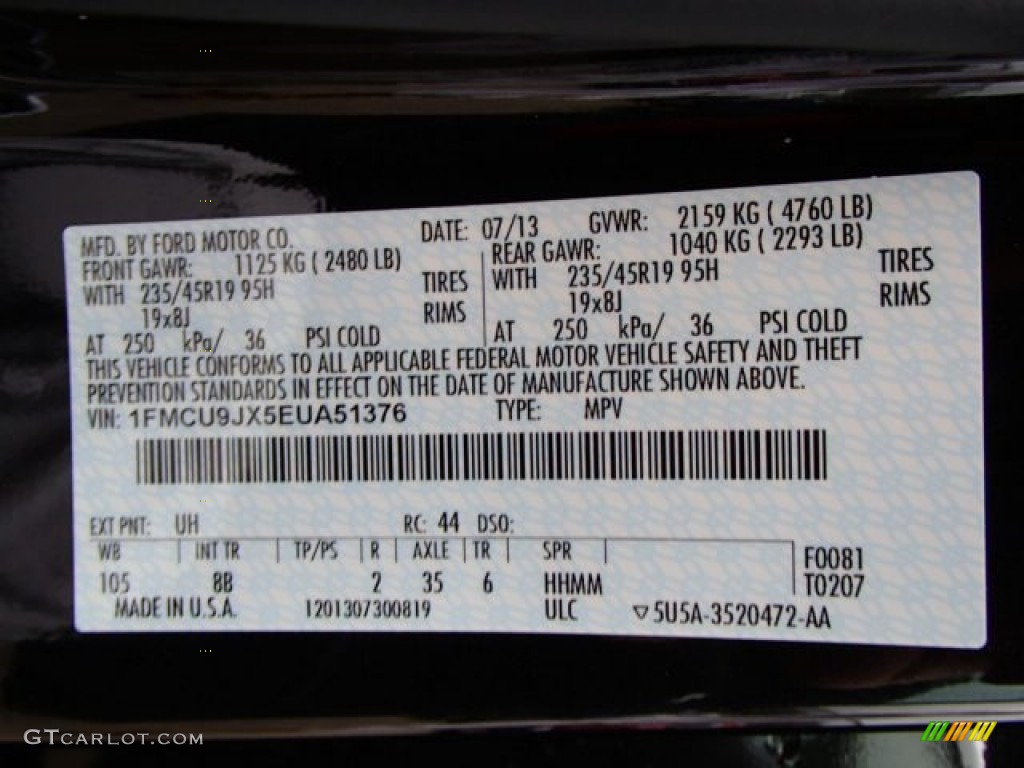 MFD. BY FORD MOTOR CO. DATE: 07/13 GVWR: 2159 KG ( 4760 LB)
FRONT GAWR: 1125 KG ( 2480 LB) REAR GAWR: 1040 KG ( 2293 LB)
WITH 235/45R19 95H TIRES WITH 235/45R19 95H TIRES
19x8J RIMS 19x8J RIMS
AT 250 kPa/ 36 PSI COLD AT 250 kPa/ 36 PSI COLD
THIS VEHICLE CONFORMS TO ALL APPLICABLE FEDERAL MOTOR VEHICLE SAFETY AND THEFT
PREVENTION STANDARDS IN EFFECT ON THE DATE OF MANUFACTURE SHOWN ABOVE.
VIN: 1FMCU9JX5EUA51376 TYPE: MPV
EXT PNT: UH RC: 44 DSO:
WB INT TR TP/PS R AXLE TR SPR F0081
105 8B 2 35 6 HHMM T0207
MADE IN U.S.A. 1201307300819 ULC ▽5U5A-3520472-AA
GTCARLOT.COM